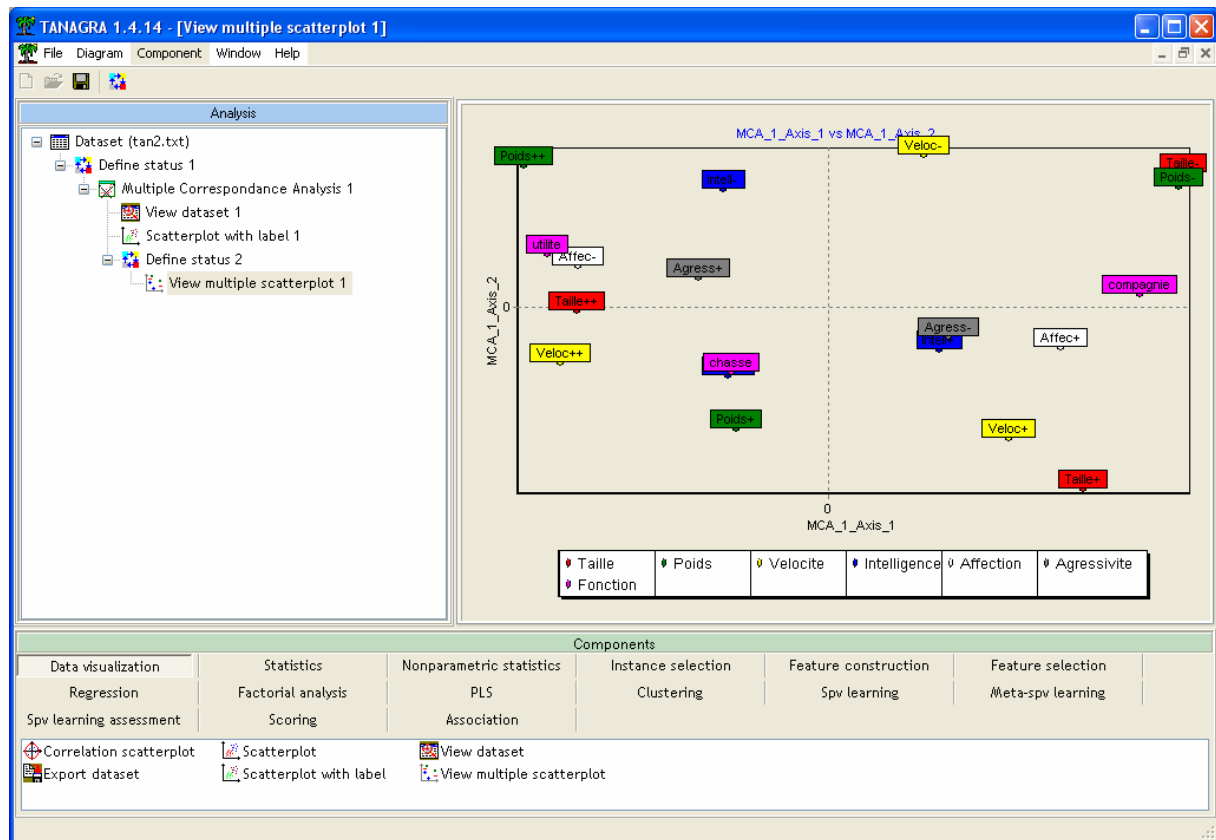 TANAGRA 1.4.14 - [View multiple scatterplot 1]
File Diagram Component Window Help
Analysis
Dataset (tan2.txt)
Define status 1
Multiple Correspondance Analysis 1
View dataset 1
Scatterplot with label 1
Define status 2
View multiple scatterplot 1
MCA_1_Axis_1 vs MCA_1_Axis_2
Veloc-
Poids++
Taille-
Intell-
Poids-
utilite
Affec-
Agress+
compagnie
MCA_1_Axis_2
0
Taille++
Agress-
Intell+
Affec+
Veloc++
chasse
Poids+
Veloc+
Taille+
0
MCA_1_Axis_1
Taille Poids Velocite Intelligence Affection Agressivite
Fonction
Components
Data visualization Statistics Nonparametric statistics Instance selection Feature construction Feature selection
Regression Factorial analysis PLS Clustering Spv learning Meta-spv learning
Spv learning assessment Scoring Association
Correlation scatterplot Scatterplot View dataset
Export dataset Scatterplot with label View multiple scatterplot